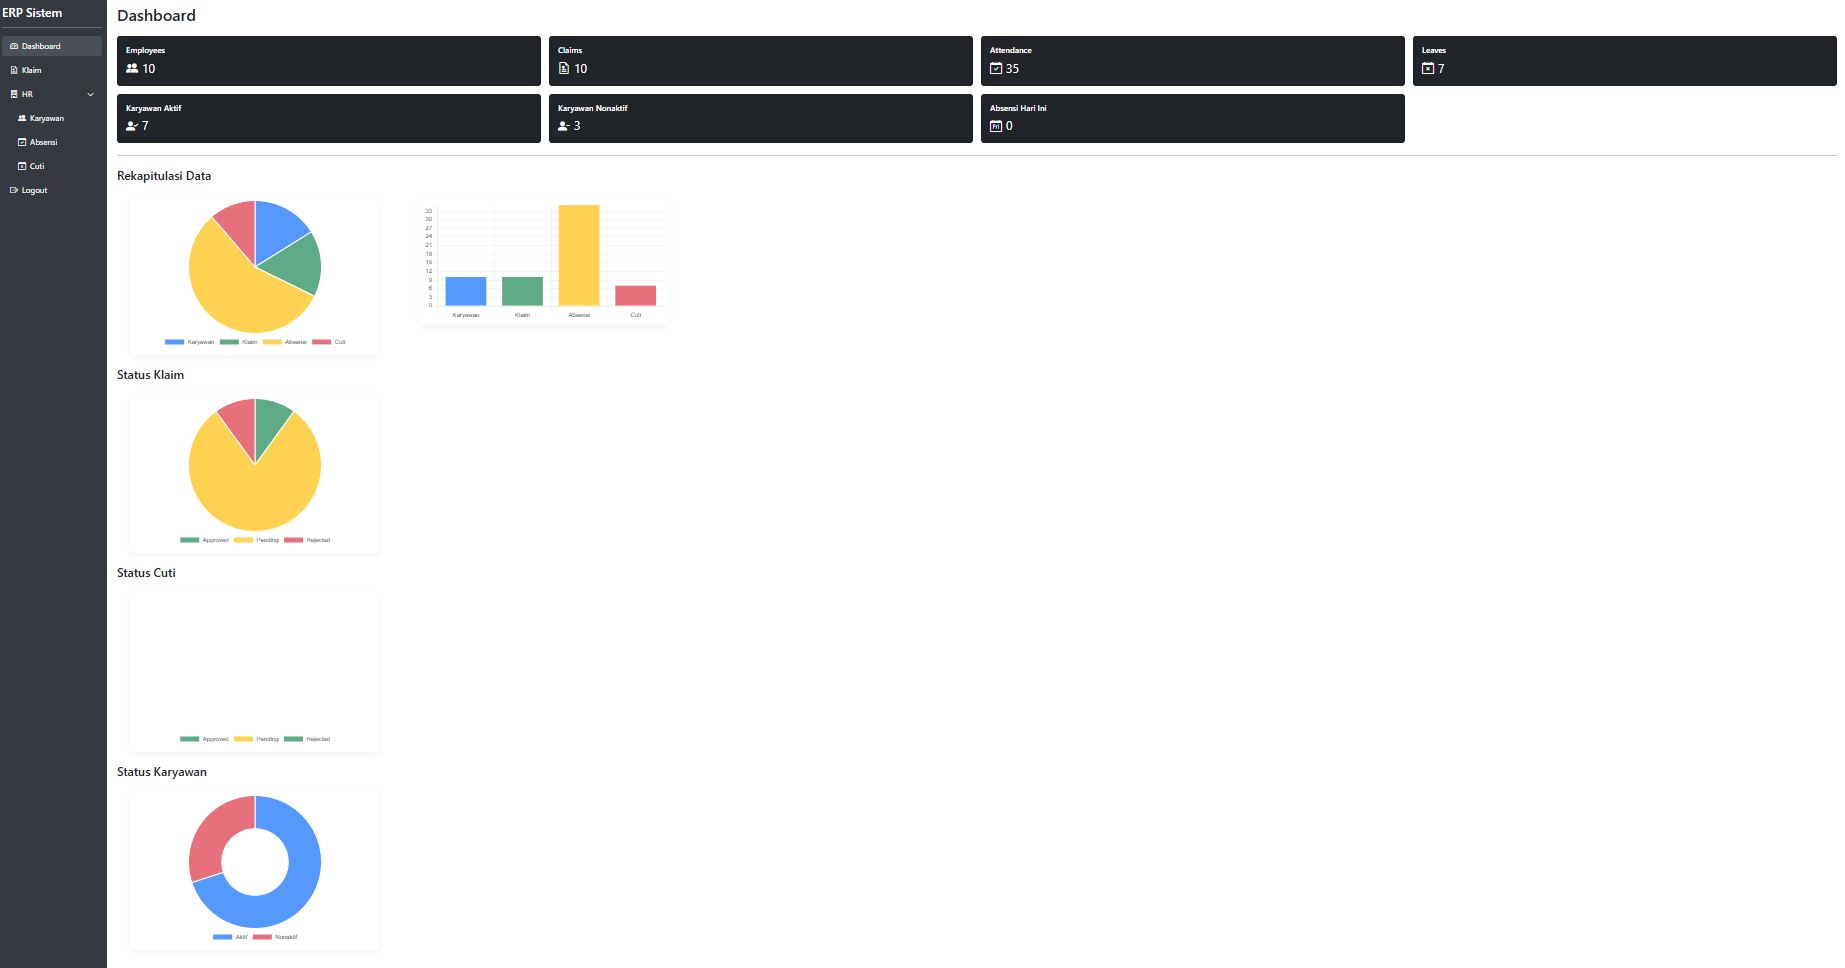 ERP Sistem
Dashboard
Klaim
HR
Karyawan
Absensi
Cuti
Logout
Dashboard
Employees
10
Claims
10
Attendance
35
Leaves
7
Karyawan Aktif
7
Karyawan Nonaktif
3
Absensi Hari Ini
0
Rekapitulasi Data
Karyawan Klaim Absensi Cuti
33
30
27
24
21
18
15
12
9
6
3
0
Karyawan Klaim Absensi Cuti
Status Klaim
Approved Pending Rejected
Status Cuti
Approved Pending Rejected
Status Karyawan
Aktif Nonaktif